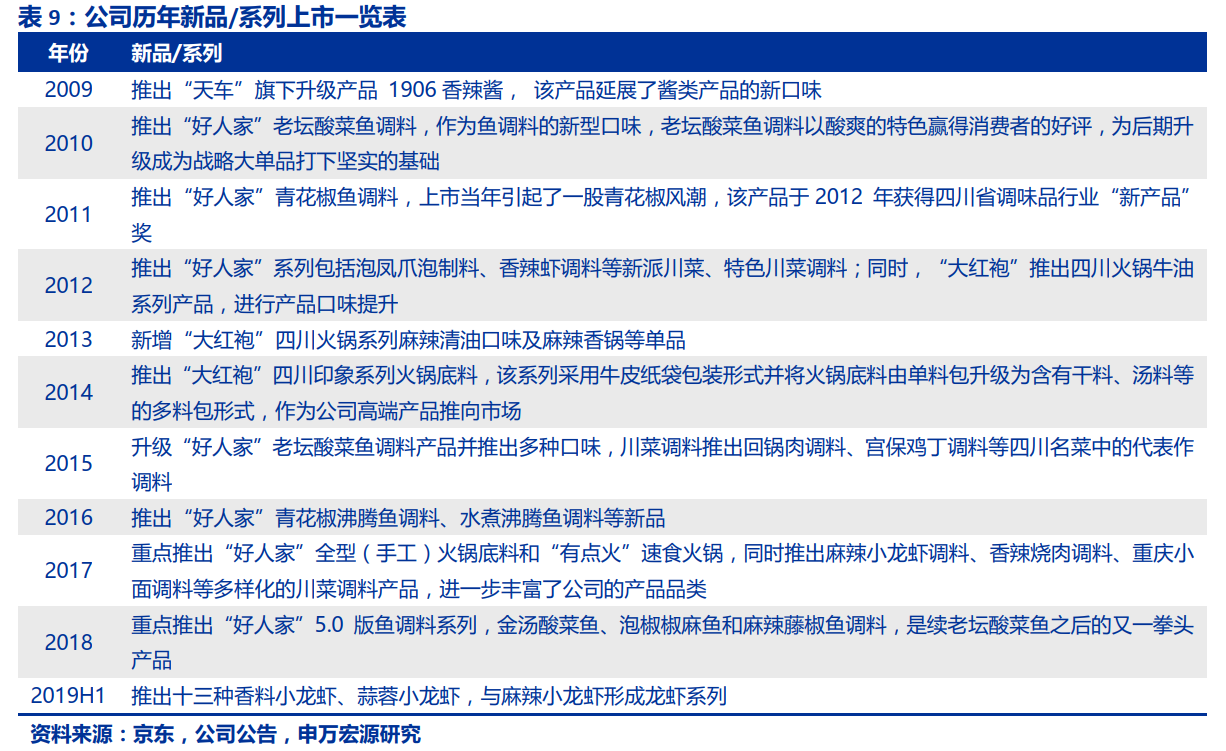 表 9：公司历年新品/系列上市一览表
年份 新品/系列
2009 推出“天车”旗下升级产品 1906 香辣酱， 该产品延展了酱类产品的新口味
推出“好人家”老坛酸菜鱼调料，作为鱼调料的新型口味，老坛酸菜鱼调料以酸爽的特色赢得消费者的好评，为后期升
2010
级成为战略大单品打下坚实的基础
推出“好人家”青花椒鱼调料，上市当年引起了一股青花椒风潮，该产品于 2012 年获得四川省调味品行业“新产品”
2011
奖
推出“好人家”系列包括泡凤爪泡制料、香辣虾调料等新派川菜、特色川菜调料；同时，“大红袍”推出四川火锅牛油
2012
系列产品，进行产品口味提升
2013 新增“大红袍”四川火锅系列麻辣清油口味及麻辣香锅等单品
推出“大红袍”四川印象系列火锅底料，该系列采用牛皮纸袋包装形式并将火锅底料由单料包升级为含有干料、汤料等
2014
的多料包形式，作为公司高端产品推向市场
升级“好人家”老坛酸菜鱼调料产品并推出多种口味，川菜调料推出回锅肉调料、宫保鸡丁调料等四川名菜中的代表作
2015
调料
2016 推出“好人家”青花椒沸腾鱼调料、水煮沸腾鱼调料等新品
重点推出“好人家”全型（手工）火锅底料和“有点火”速食火锅，同时推出麻辣小龙虾调料、香辣烧肉调料、重庆小
2017
面调料等多样化的川菜调料产品，进一步丰富了公司的产品品类
重点推出“好人家”5.0 版鱼调料系列，金汤酸菜鱼、泡椒椒麻鱼和麻辣藤椒鱼调料，是续老坛酸菜鱼之后的又一拳头
2018
产品
2019H1 推出十三种香料小龙虾、蒜蓉小龙虾，与麻辣小龙虾形成龙虾系列
资料来源：京东，公司公告，申万宏源研究